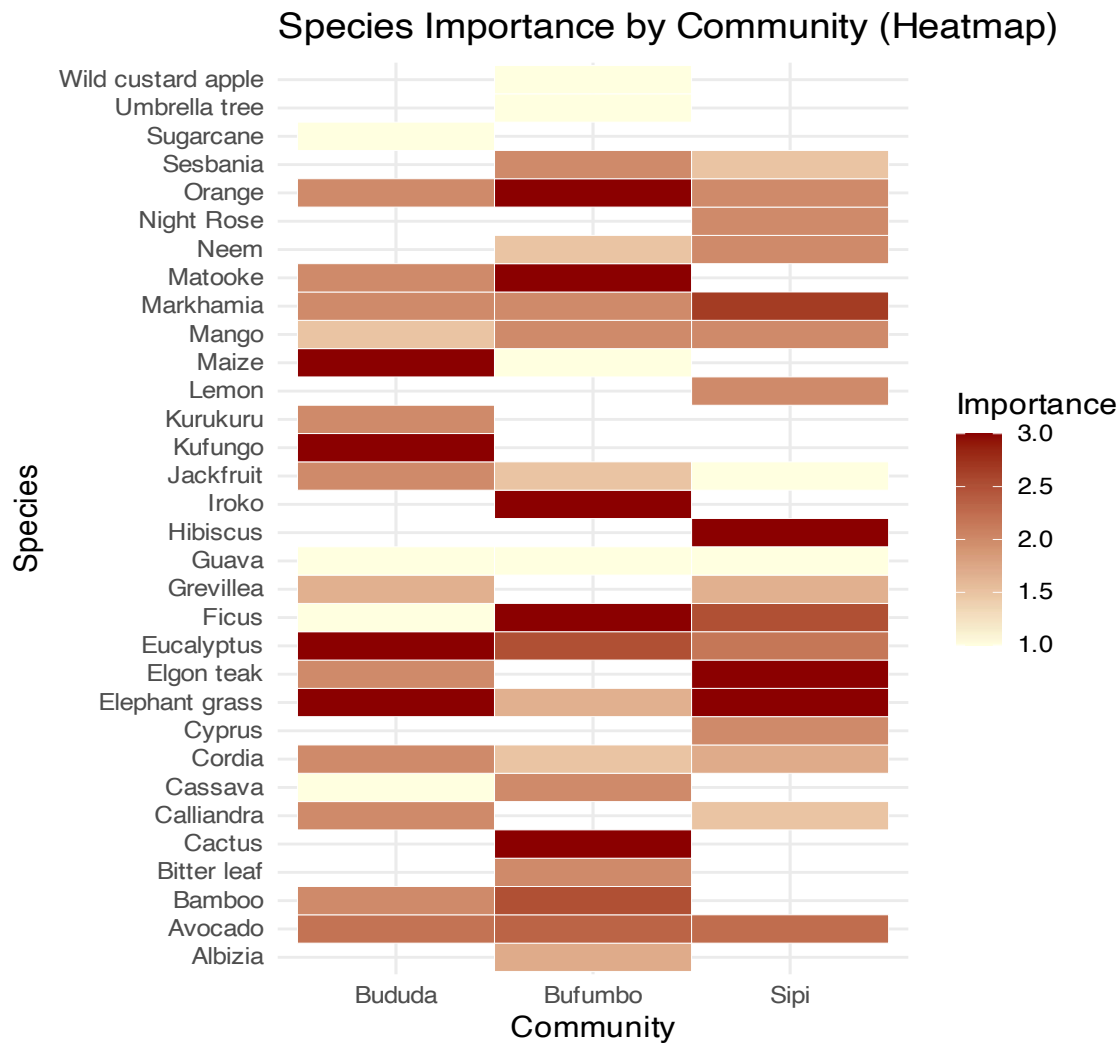 Species Importance by Community (Heatmap)
Species
Wild custard apple
Umbrella tree
Sugarcane
Sesbania
Orange
Night Rose
Neem
Matooke
Markhamia
Mango
Maize
Lemon
Kurukuru
Kufungo
Jackfruit
Iroko
Hibiscus
Guava
Grevillea
Ficus
Eucalyptus
Elgon teak
Elephant grass
Cyprus
Cordia
Cassava
Calliandra
Cactus
Bitter leaf
Bamboo
Avocado
Albizia
Bududa Bufumbo Sipi
Community
Importance
3.0
2.5
2.0
1.5
1.0